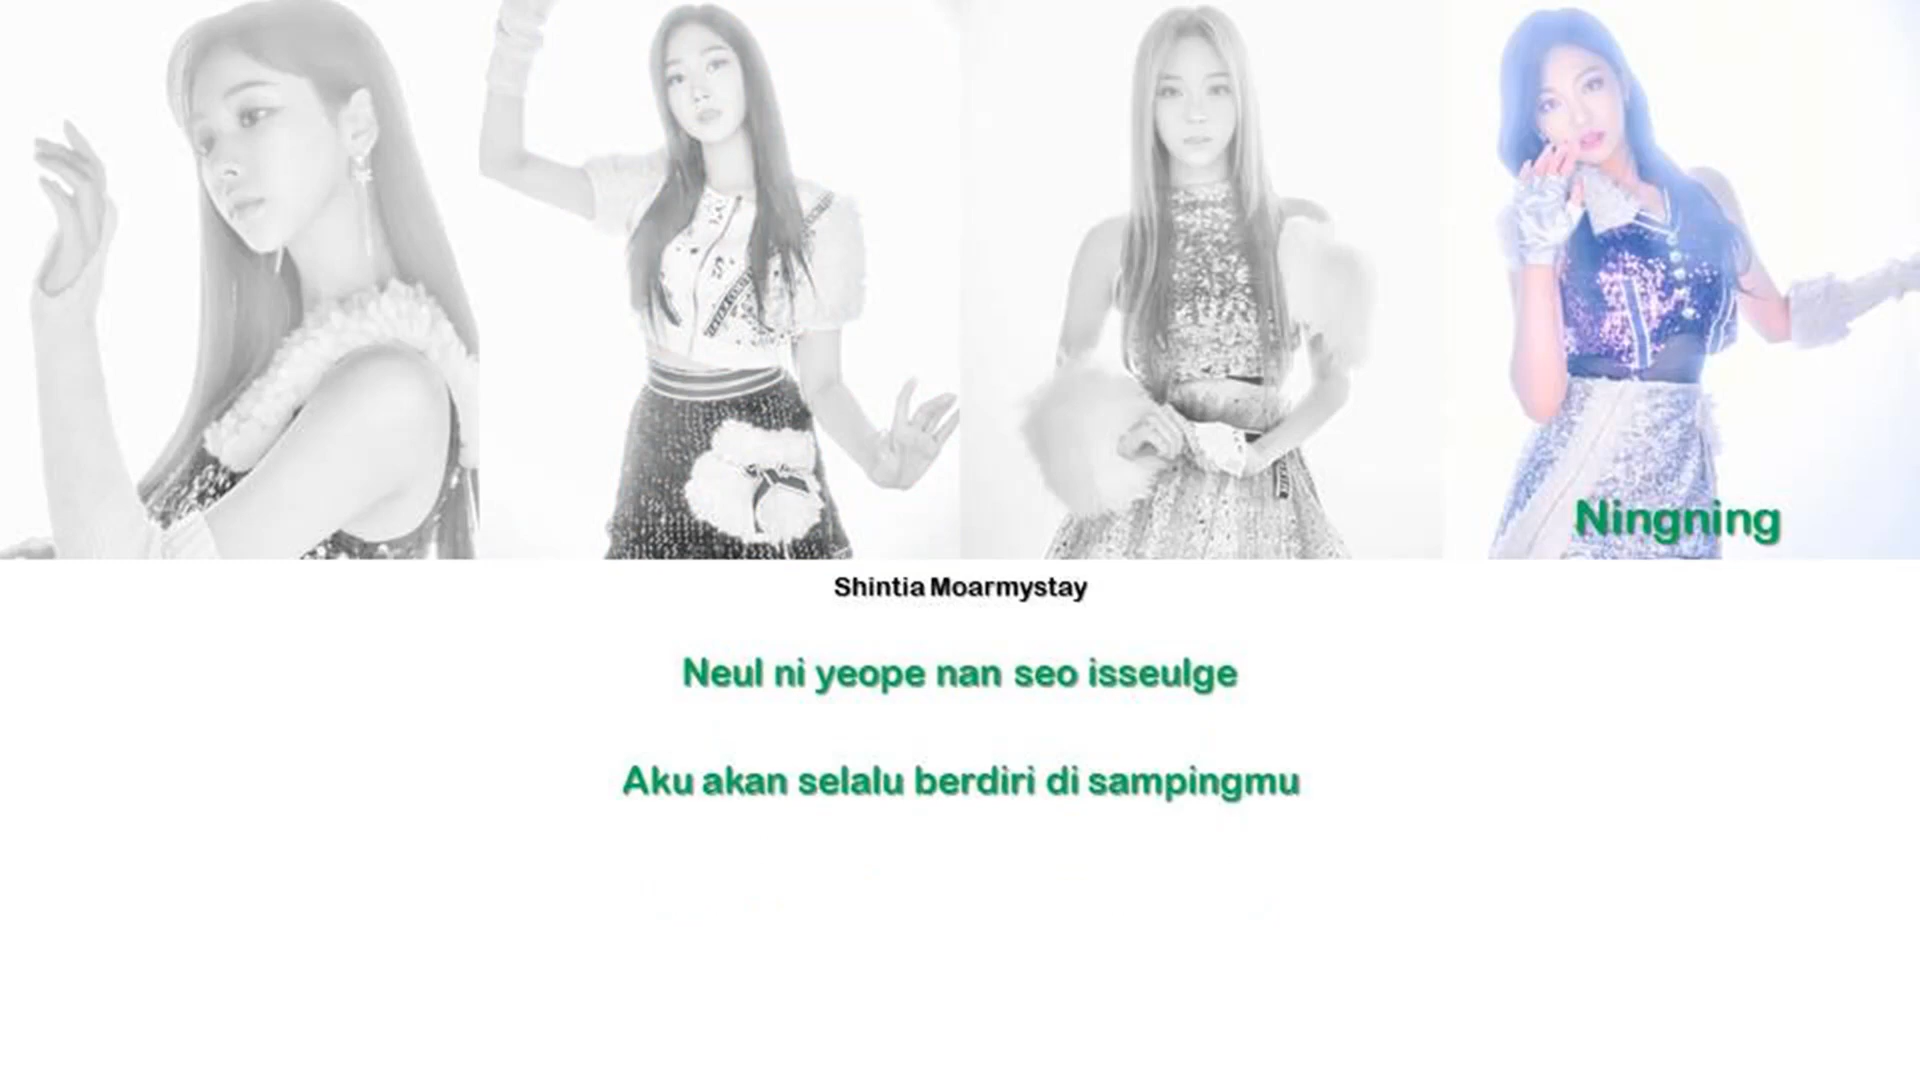 Ningning
Shintia Moarmystay
Neul ni yeope nan seo isseulge
Aku akan selalu berdiri di sampingmu